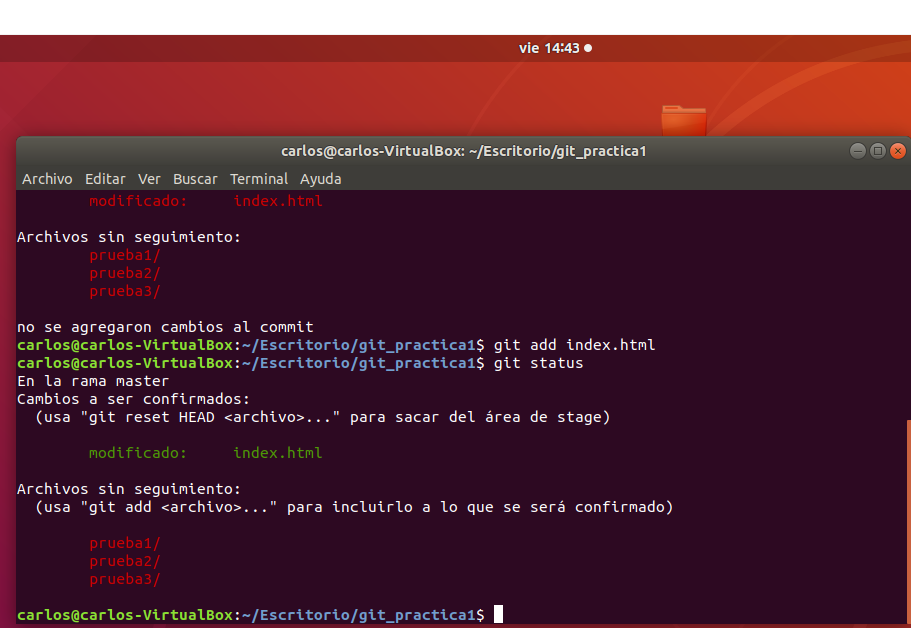 vie 14:43
carlos@carlos-VirtualBox: ~/Escritorio/git_practica1
Archivo Editar Ver Buscar Terminal Ayuda
modificado: index.html
Archivos sin seguimiento:
prueba1/
prueba2/
prueba3/
no se agregaron cambios al commit
carlos@carlos-VirtualBox:~/Escritorio/git_practica1$ git add index.html
carlos@carlos-VirtualBox:~/Escritorio/git_practica1$ git status
En la rama master
Cambios a ser confirmados:
(usa "git reset HEAD <archivo>..." para sacar del área de stage)
modificado: index.html
Archivos sin seguimiento:
(usa "git add <archivo>..." para incluirlo a lo que se será confirmado)
prueba1/
prueba2/
prueba3/
carlos@carlos-VirtualBox:~/Escritorio/git_practica1$